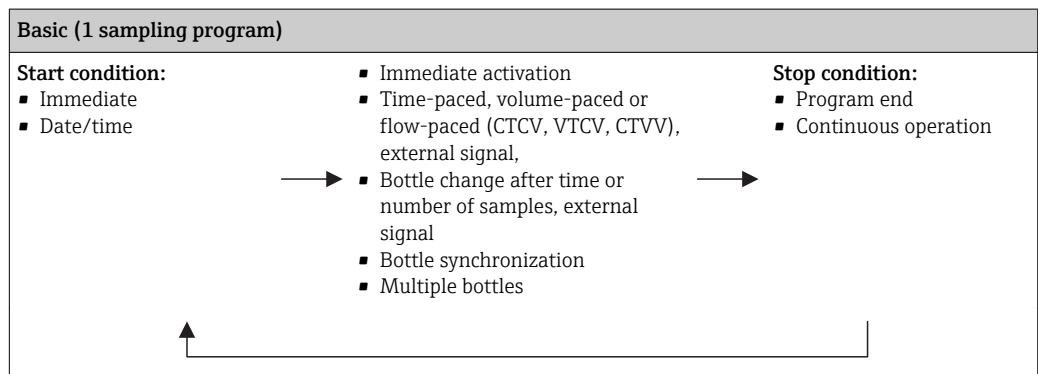 Basic (1 sampling program)
Start condition:
▪ Immediate
▪ Date/time
▪ Immediate activation
▪ Time-paced, volume-paced or
flow-paced (CTCV, VTCV, CTVV),
external signal,
▪ Bottle change after time or
number of samples, external
signal
▪ Bottle synchronization
▪ Multiple bottles
Stop condition:
▪ Program end
▪ Continuous operation